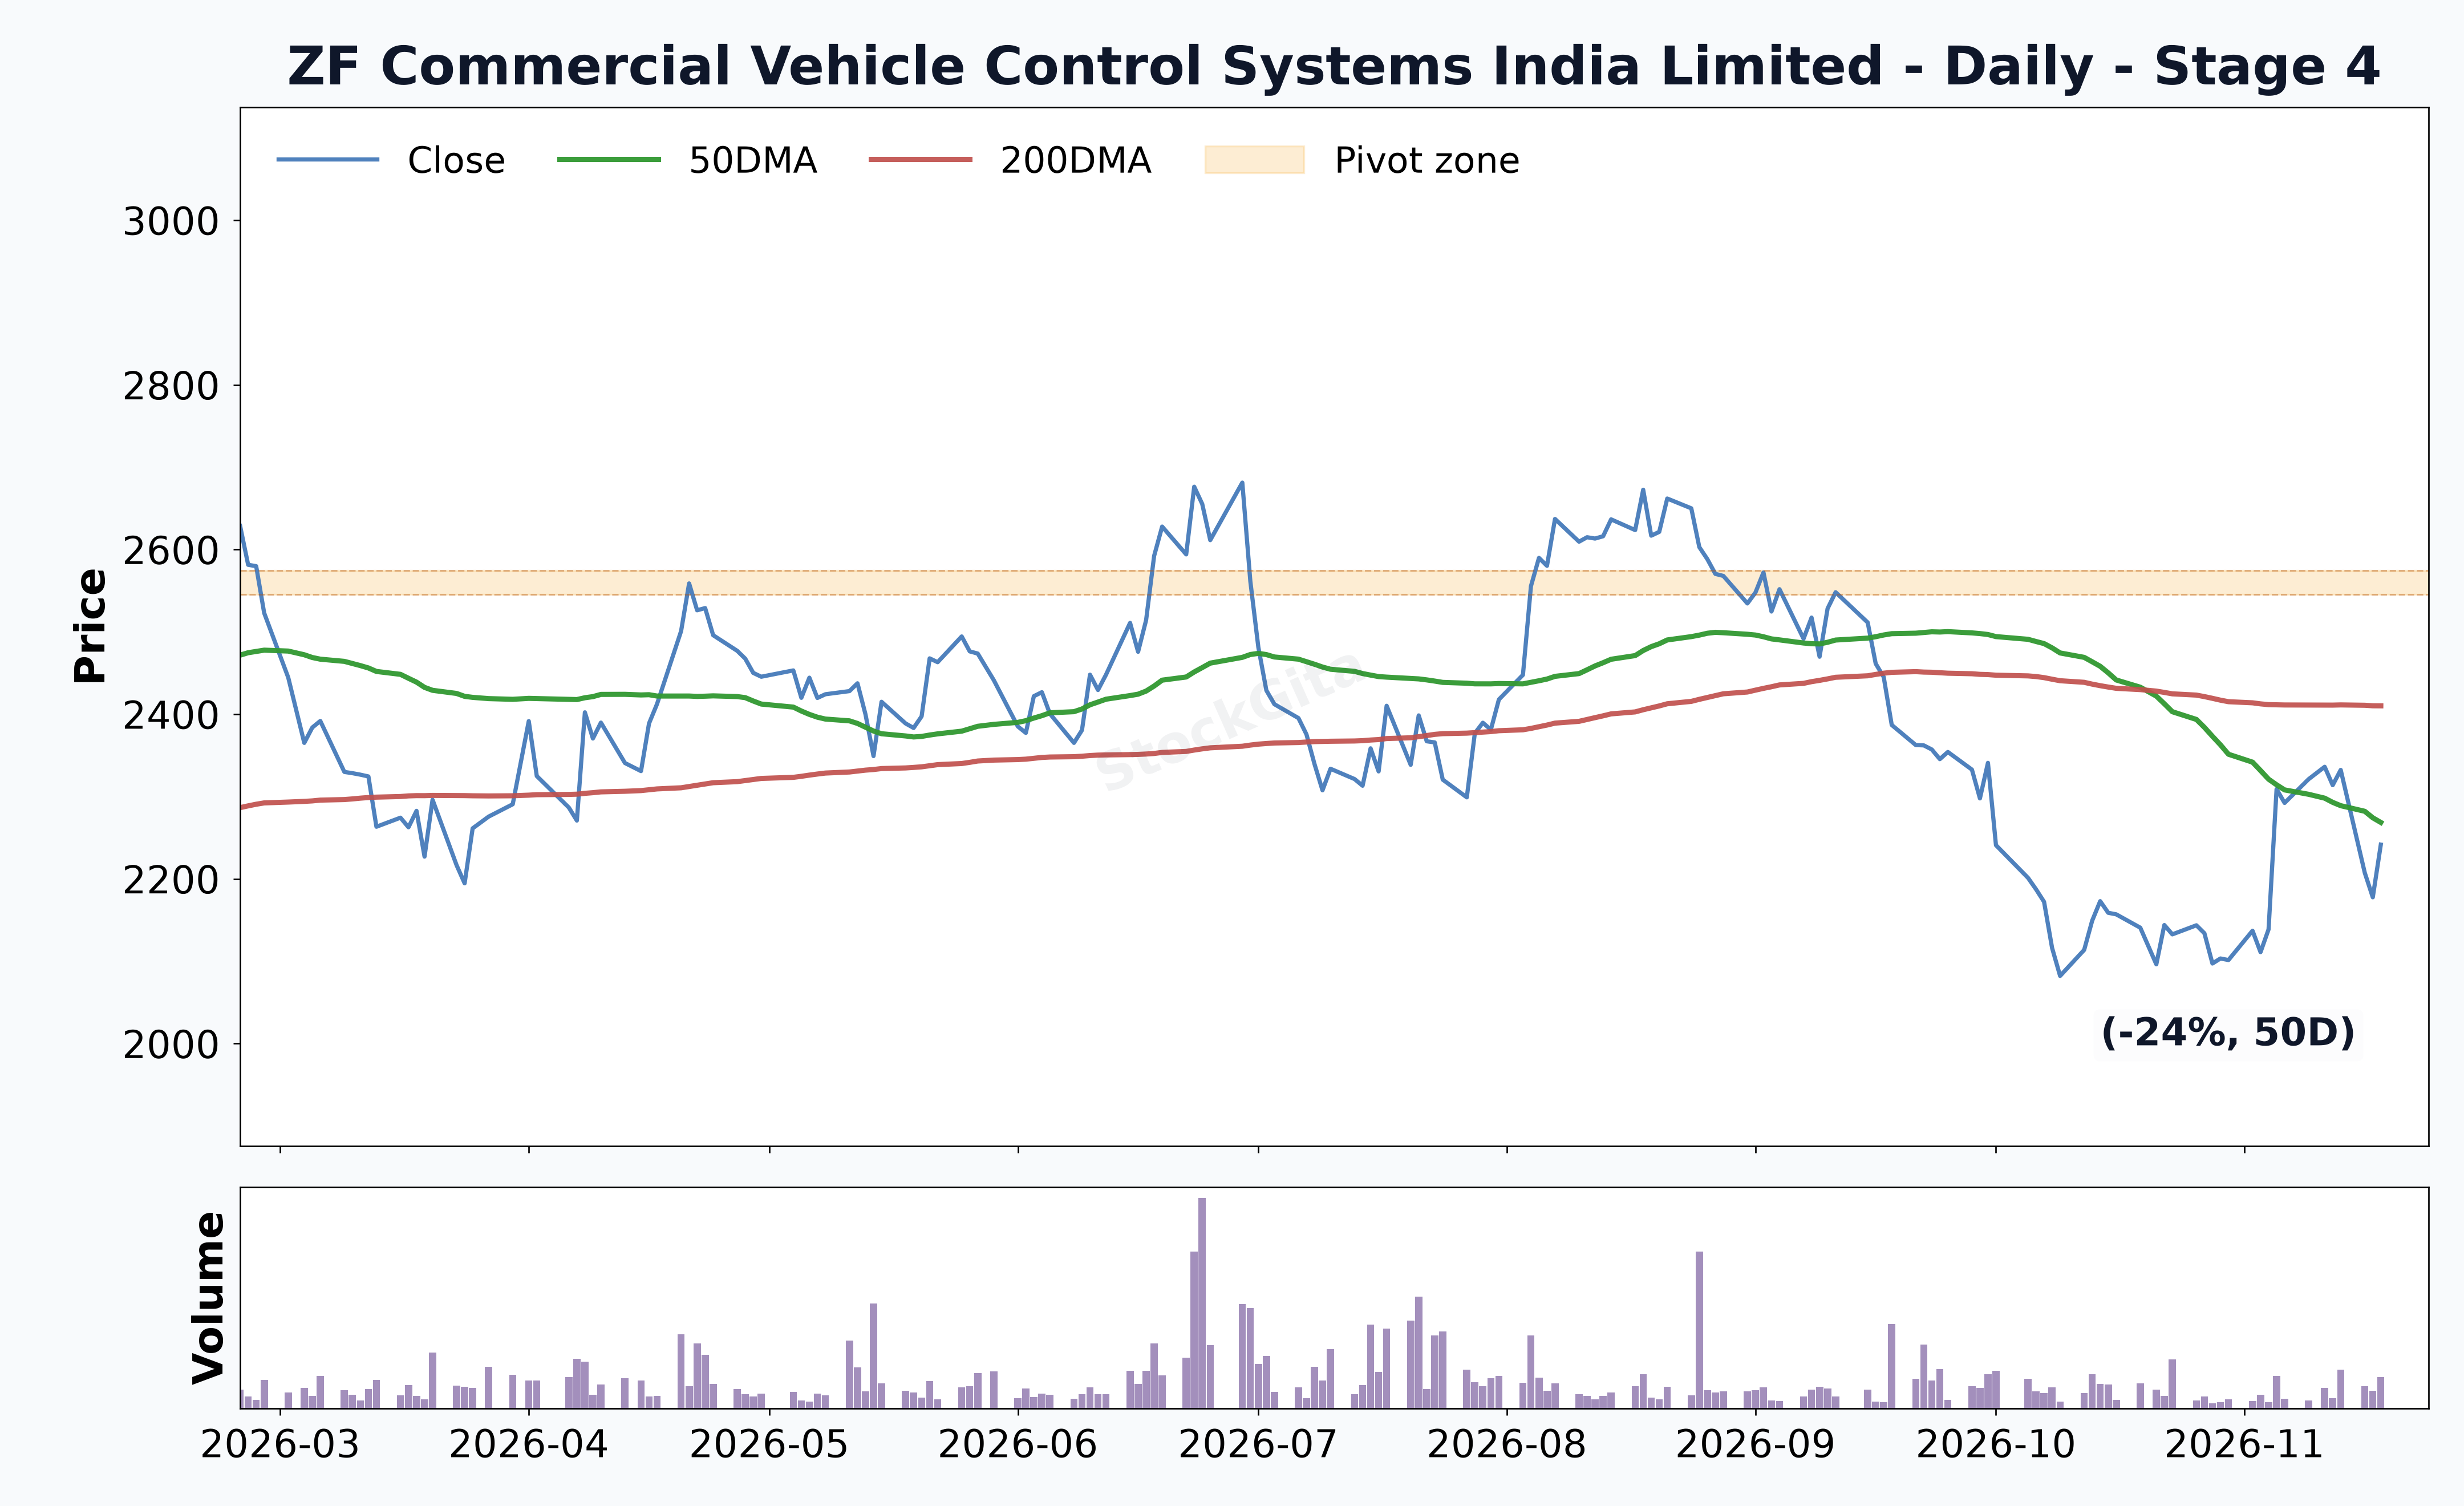 ZF Commercial Vehicle Control Systems India Limited - Daily - Stage 4
Close 50DMA 200DMA Pivot zone
3000
2800
2600
2400
2200
2000
Price
StockGita
(-24%, 50D)
Volume
2026-03 2026-04 2026-05 2026-06 2026-07 2026-08 2026-09 2026-10 2026-11